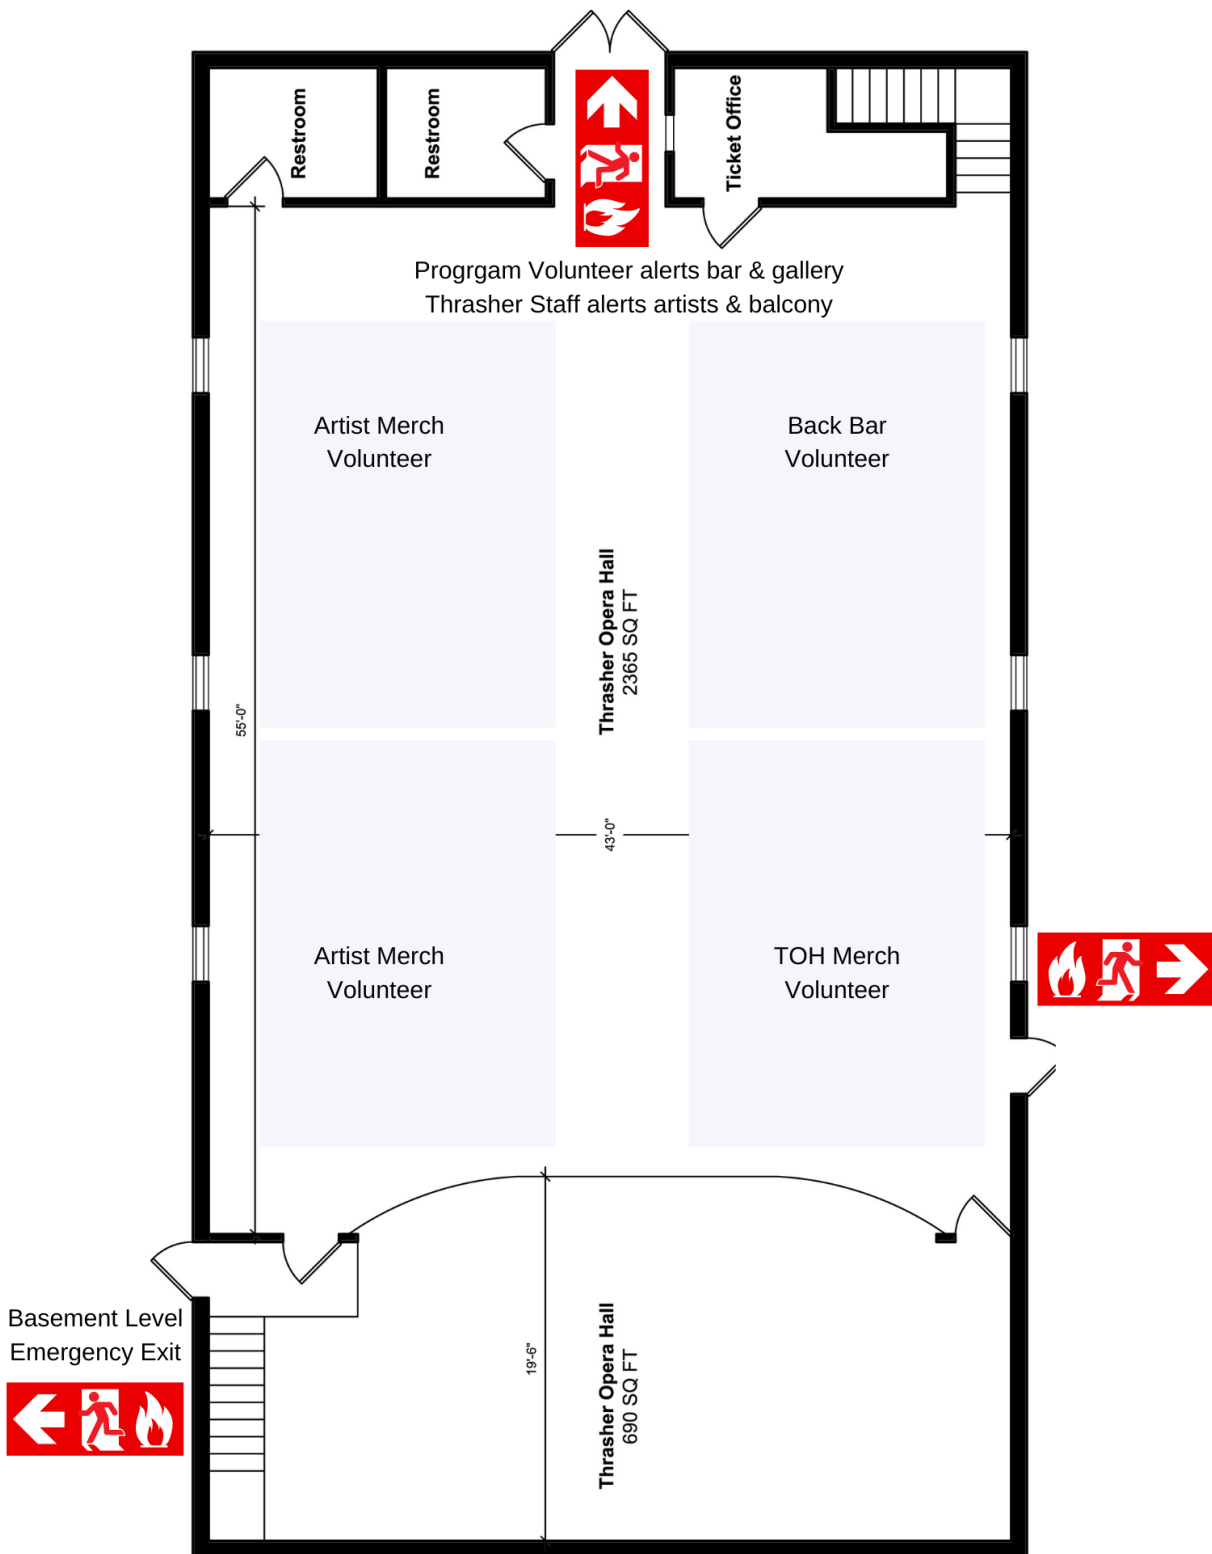 Restroom
Restroom
Ticket Office
Progrgam Volunteer alerts bar & gallery
Thrasher Staff alerts artists & balcony
Artist Merch
Volunteer
Back Bar
Volunteer
Thrasher Opera Hall
2365 SQ FT
55'-0"
43'-0"
Artist Merch
Volunteer
TOH Merch
Volunteer
Basement Level
Emergency Exit
19'-6"
Thrasher Opera Hall
690 SQ FT